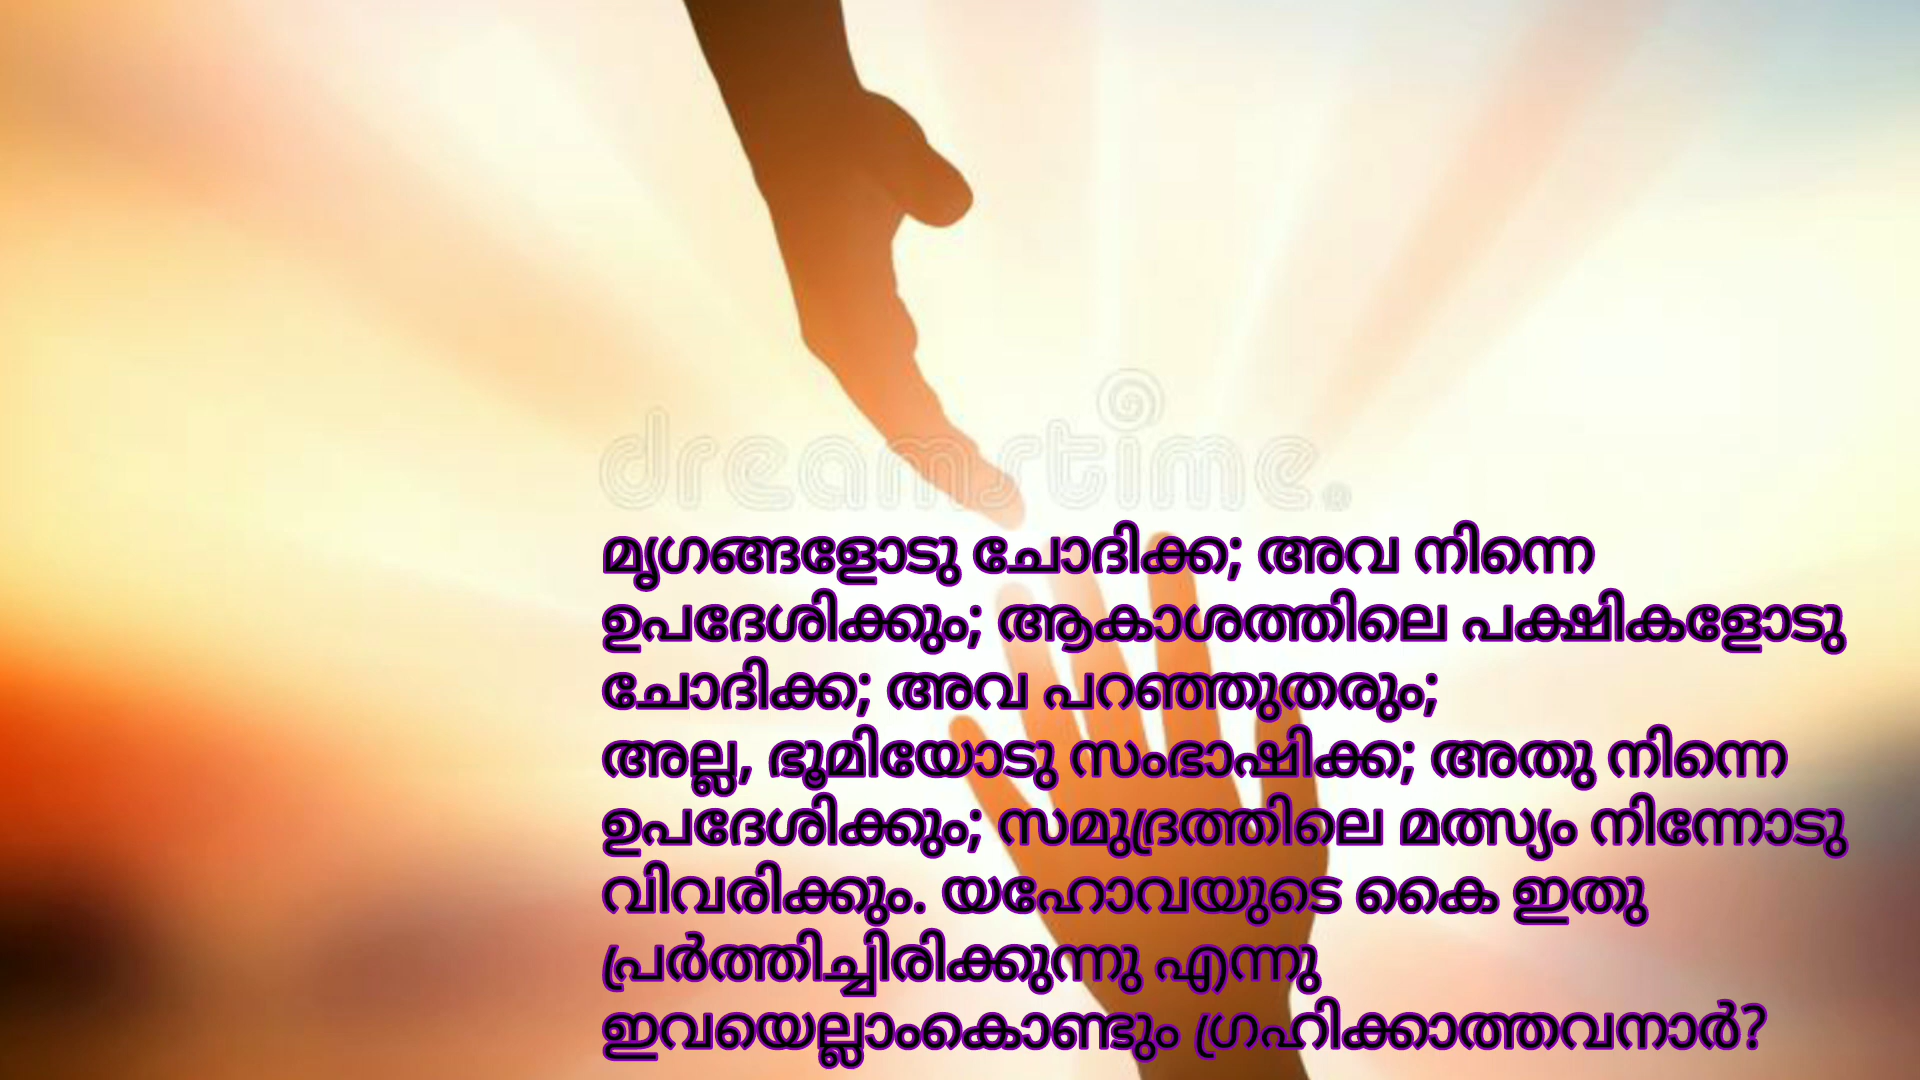 dreamstime
മൃഗങ്ങളോടു ചോദിക്ക; അവ നിന്നെ
ഉപദേശിക്കും; ആകാശത്തിലെ പക്ഷികളോടു
ചോദിക്ക; അവ പറഞ്ഞുതരും;
അല്ല, ഭൂമിയോടു സംഭാഷിക്ക; അതു നിന്നെ
ഉപദേശിക്കും; സമുദ്രത്തിലെ മത്സ്യം നിന്നോടു
വിവരിക്കും. യഹോവയുടെ കൈ ഇതു
പ്രർത്തിച്ചിരിക്കുന്നു എന്നു
ഇവയെല്ലാംകൊണ്ടും ഗ്രഹിക്കാത്തവനാർ?